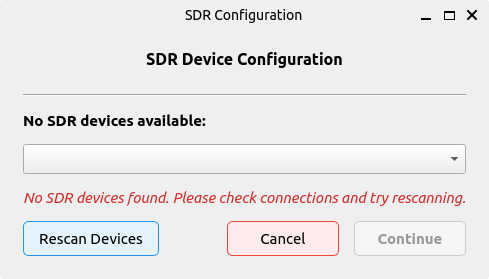 SDR Configuration
SDR Device Configuration
No SDR devices available:
No SDR devices found. Please check connections and try rescanning.
Rescan Devices
Cancel
Continue